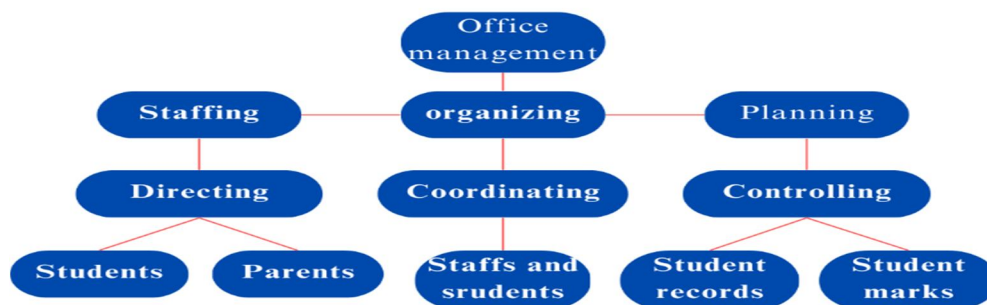 Office
management
Staffing
organizing
Planning
Directing
Coordinating
Controlling
Students
Parents
Staffs and
srudents
Student
records
Student
marks